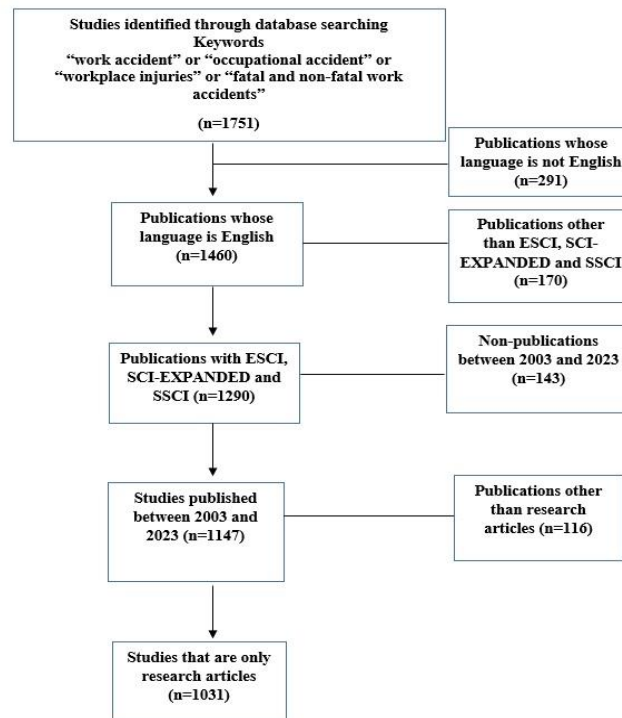 Studies identified through database searching
Keywords
“work accident” or “occupational accident” or
“workplace injuries” or “fatal and non-fatal work
accidents”
(n=1751)
Publications whose
language is not English
(n=291)
Publications whose
language is English
(n=1460)
Publications other
than ESCI, SCI-
EXPANDED and SSCI
(n=170)
Publications with ESCI,
SCI-EXPANDED and
SSCI (n=1290)
Non-publications
between 2003 and 2023
(n=143)
Studies published
between 2003 and
2023 (n=1147)
Publications other
than research
articles (n=116)
Studies that are only
research articles
(n=1031)